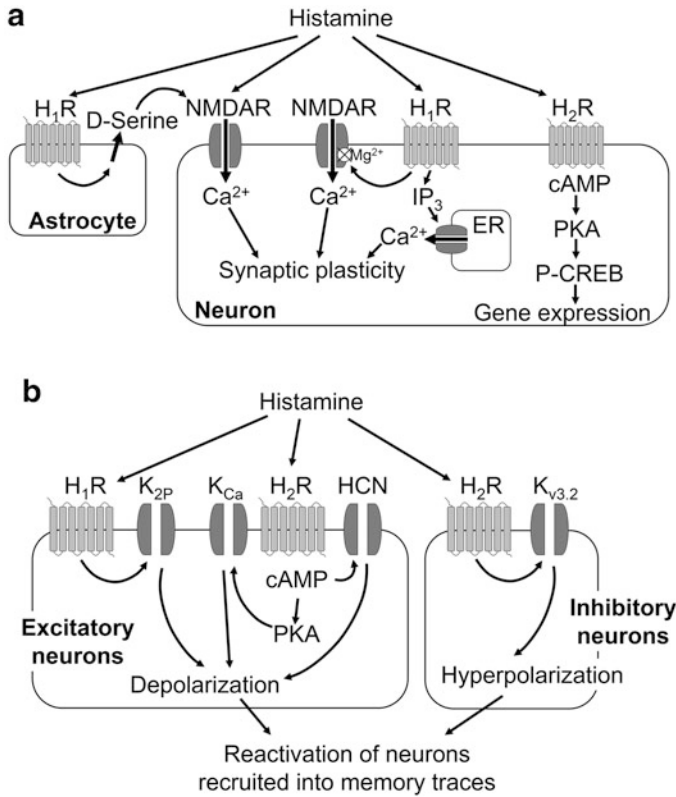 a
Histamine
H₁R
D-Serine
NMDAR
NMDAR
H₁R
H₂R
Mg²⁺
Astrocyte
Ca²⁺
Ca²⁺
IP₃
cAMP
Ca²⁺
ER
PKA
Synaptic plasticity
P-CREB
Neuron
Gene expression
b
Histamine
H₁R
K₂P
K_Ca
H₂R
HCN
H₂R
K_v3.2
cAMP
PKA
Excitatory
neurons
Inhibitory
neurons
Depolarization
Hyperpolarization
Reactivation of neurons
recruited into memory traces